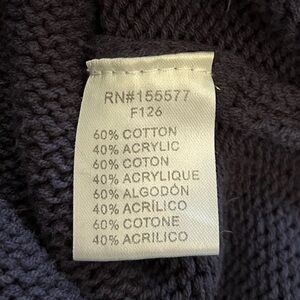 RN#155577
F126
60% COTTON
40% ACRYLIC
60% COTON
40% ACRYLIQUE
60% ALGODÓN
40% ACRÍLICO
60% COTONE
40% ACRILICO